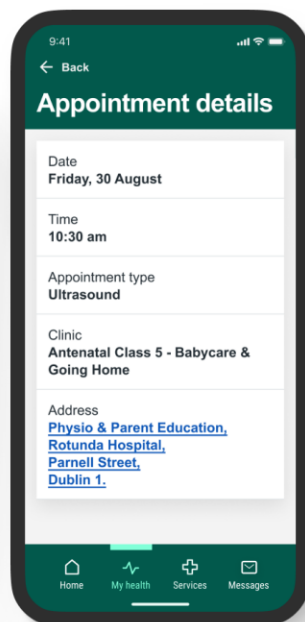 9:41
Back
Appointment details
Date
Friday, 30 August
Time
10:30 am
Appointment type
Ultrasound
Clinic
Antenatal Class 5 - Babycare &
Going Home
Address
Physio & Parent Education,
Rotunda Hospital,
Parnell Street,
Dublin 1.
Home My health Services Messages